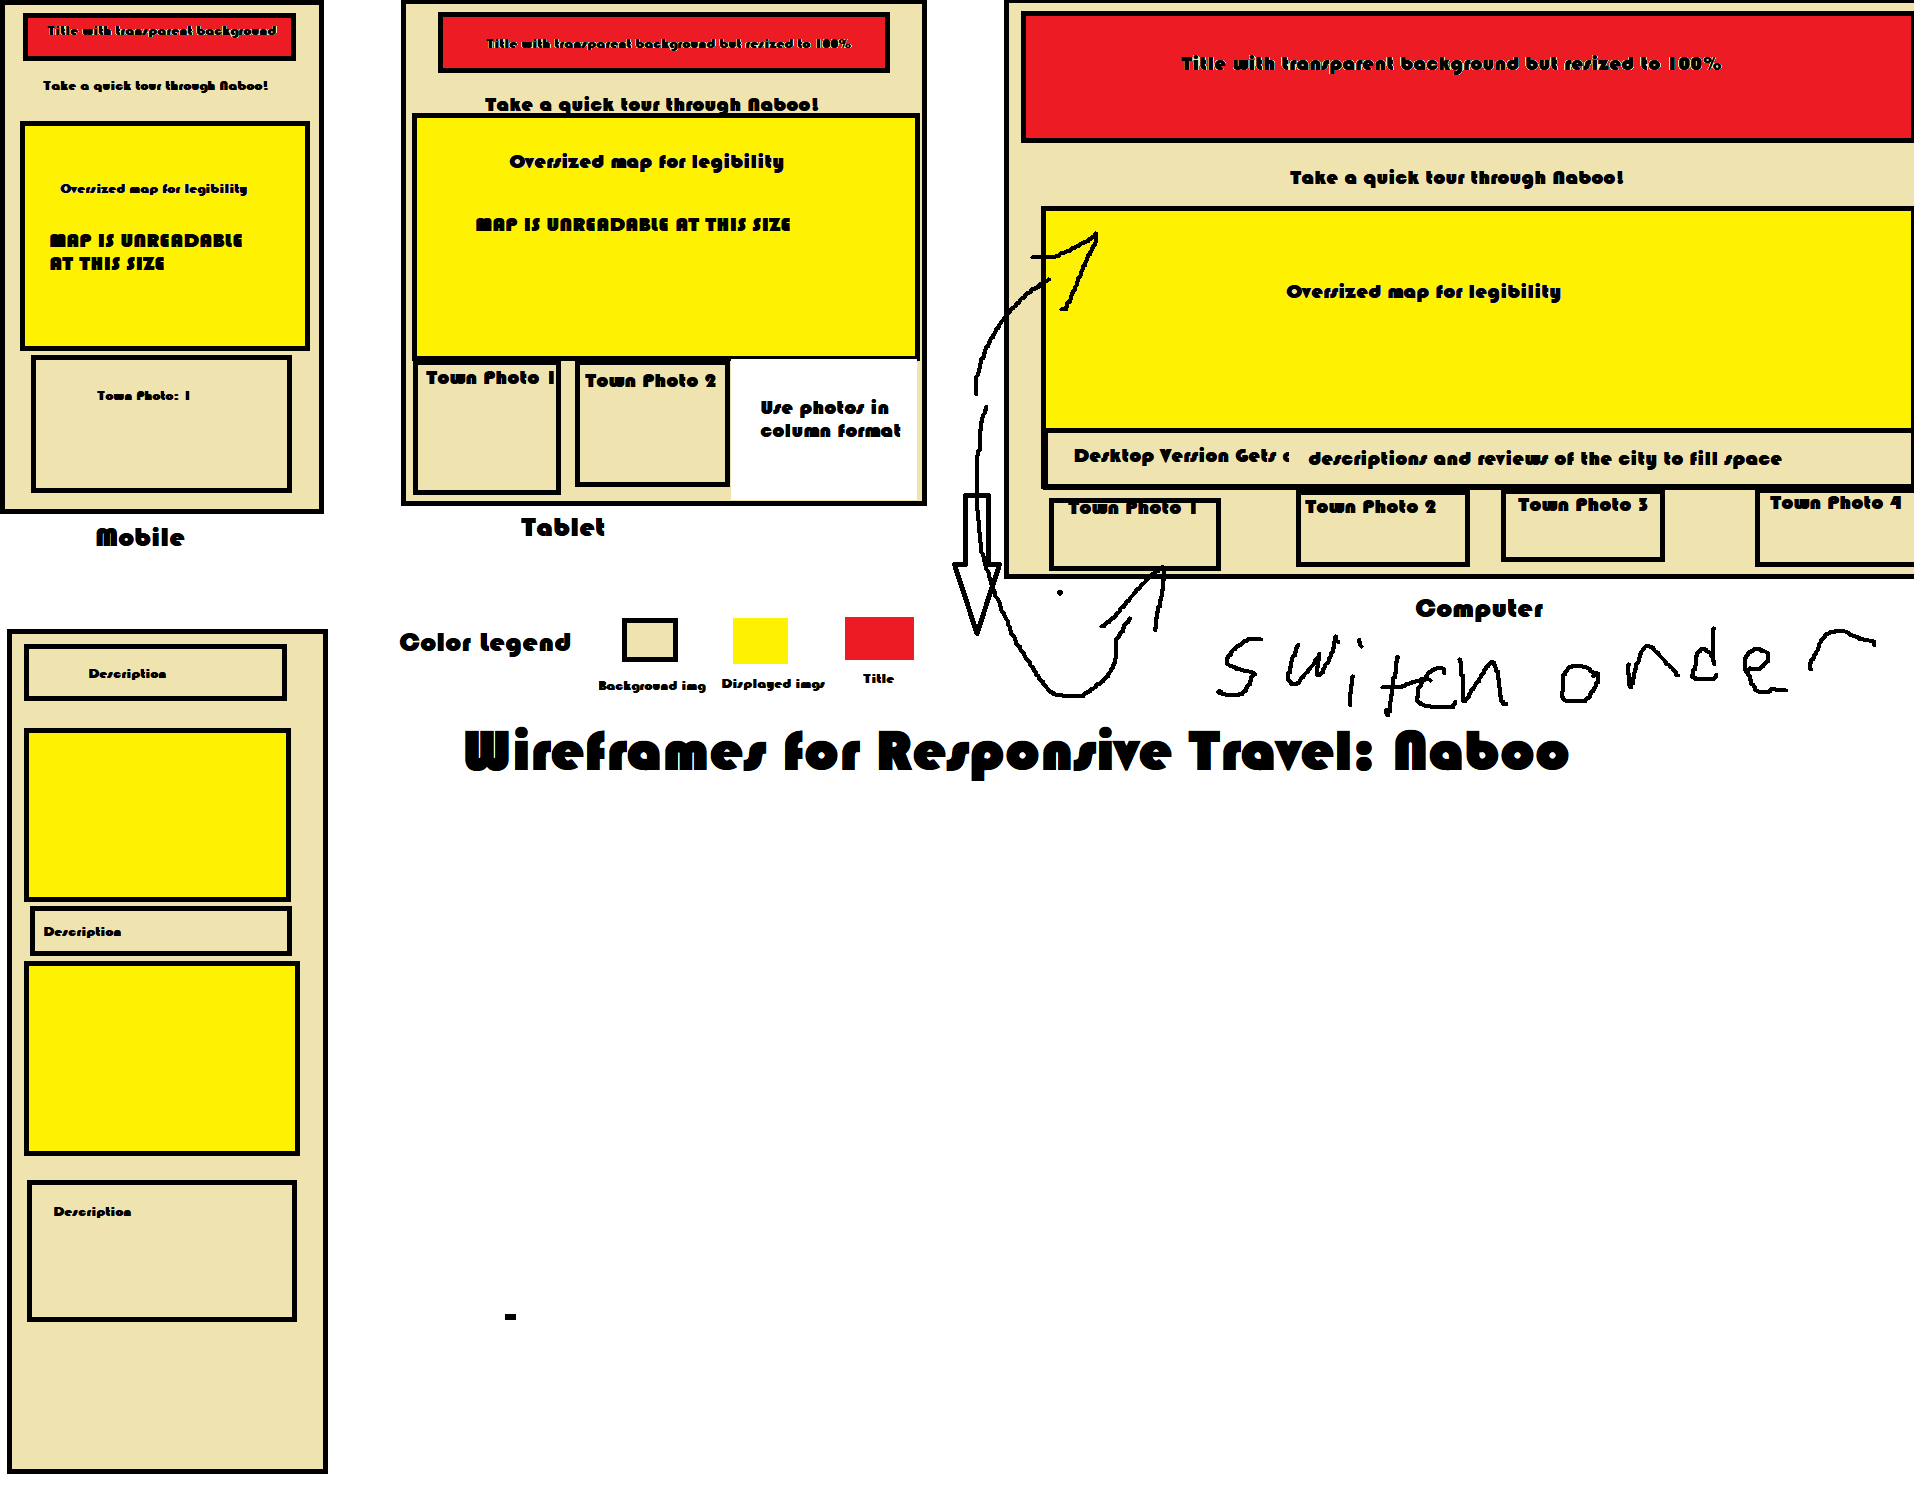 Title with transparent background
Take a quick tour through Naboo!
Oversized map for legibility
MAP IS UNREADABLE
AT THIS SIZE
Town Photo: 1
Mobile
Title with transparent background but resized to 100%
Take a quick tour through Naboo!
Oversized map for legibility
MAP IS UNREADABLE AT THIS SIZE
Town Photo 1
Town Photo 2
Use photos in
column format
Tablet
Title with transparent background but resized to 100%
Take a quick tour through Naboo!
Oversized map for legibility
Desktop Version Gets
descriptions and reviews of the city to fill space
Town Photo 1
Town Photo 2
Town Photo 3
Town Photo 4
Computer
switch order
Color Legend
Background img
Displayed imgs
Title
Wireframes for Responsive Travel: Naboo
Description
Description
Description